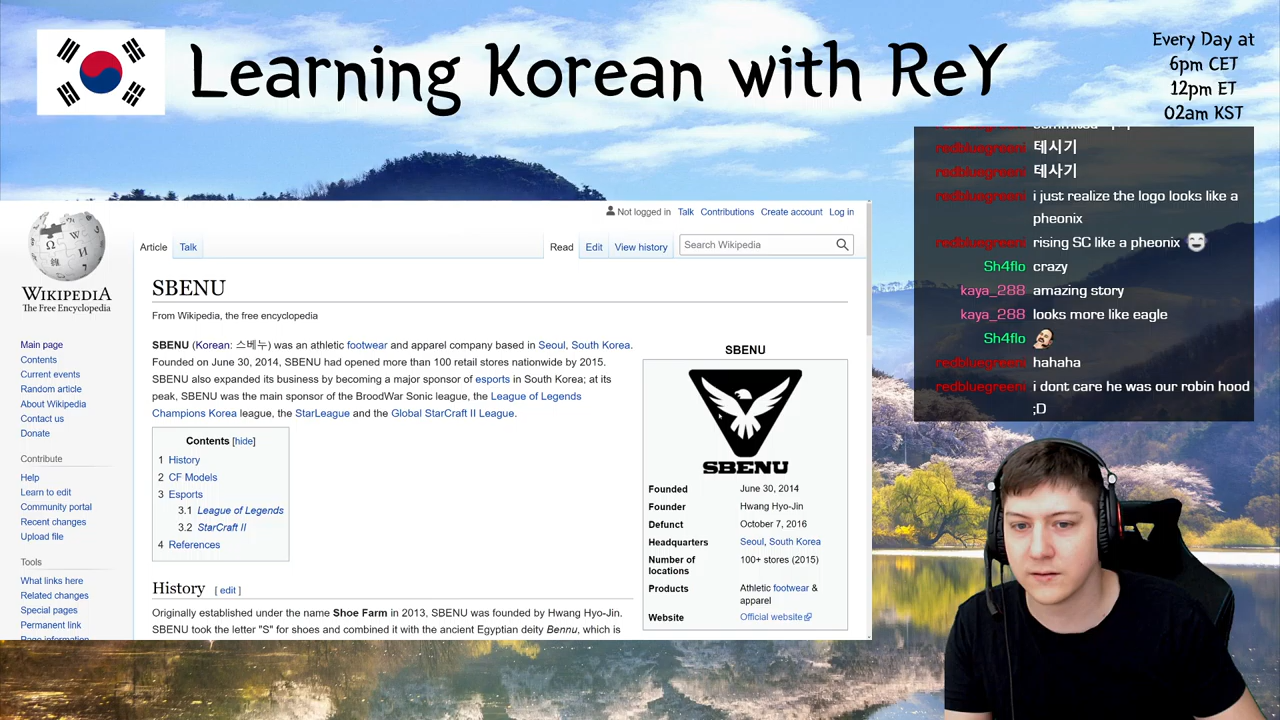 Learning Korean with ReY
Every Day at
6pm CET
12pm ET
02am KST
redbluegreeni 테시기
redbluegreeni 테사기
redbluegreeni i just realize the logo looks like a
pheonix
redbluegreeni rising SC like a pheonix
Sh4flo crazy
kaya_288 amazing story
kaya_288 looks more like eagle
Sh4flo
redbluegreeni hahaha
redbluegreeni i dont care he was our robin hood
;D
WIKIPEDIA
The Free Encyclopedia
Main page
Contents
Current events
Random article
About Wikipedia
Contact us
Donate
Contribute
Help
Learn to edit
Community portal
Recent changes
Upload file
Tools
What links here
Related changes
Special pages
Permanent link
Page information
Not logged in Talk Contributions Create account Log in
Article Talk Read Edit View history Search Wikipedia
SBENU
From Wikipedia, the free encyclopedia
SBENU (Korean: 스베누) was an athletic footwear and apparel company based in Seoul, South Korea.
Founded on June 30, 2014, SBENU had opened more than 100 retail stores nationwide by 2015.
SBENU also expanded its business by becoming a major sponsor of esports in South Korea; at its
peak, SBENU was the main sponsor of the BroodWar Sonic league, the League of Legends
Champions Korea league, the StarLeague and the Global StarCraft II League.
Contents [hide]
1 History
2 CF Models
3 Esports
3.1 League of Legends
3.2 StarCraft II
4 References
History [ edit ]
Originally established under the name Shoe Farm in 2013, SBENU was founded by Hwang Hyo-Jin.
SBENU took the letter "S" for shoes and combined it with the ancient Egyptian deity Bennu, which is
SBENU
SBENU
Founded June 30, 2014
Founder Hwang Hyo-Jin
Defunct October 7, 2016
Headquarters Seoul, South Korea
Number of 100+ stores (2015)
locations
Products Athletic footwear &
apparel
Website Official website